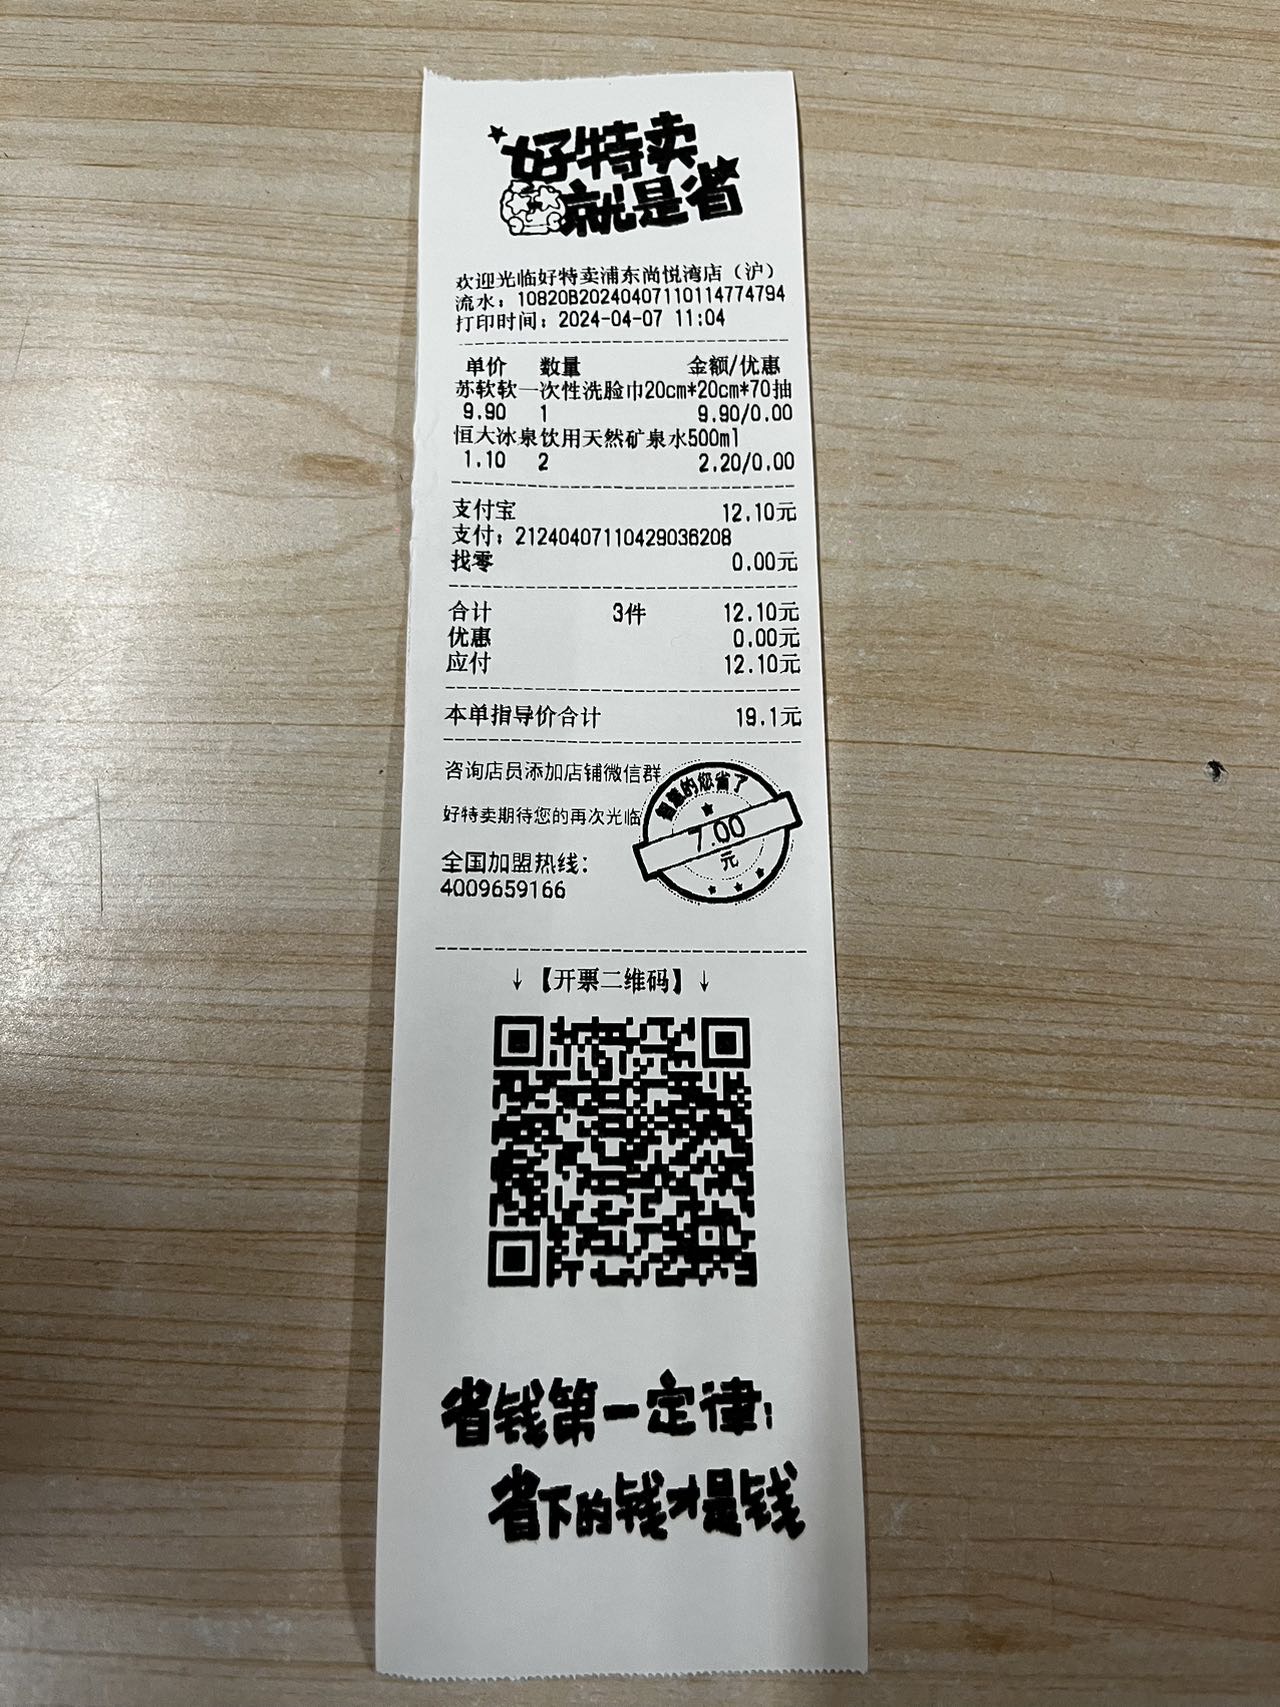 好特卖
就是省
欢迎光临好特卖浦东尚悦湾店（沪）
流水：10820B20240407110114774794
打印时间：2024-04-07 11:04
单价 数量 金额/优惠
苏软软一次性洗脸巾20cm*20cm*70抽
9.90 1 9.90/0.00
恒大冰泉饮用天然矿泉水500ml
1.10 2 2.20/0.00
支付宝 12.10元
支付：21240407110429036208
找零 0.00元
合计 3件 12.10元
优惠 0.00元
应付 12.10元
本单指导价合计 19.1元
咨询店员添加店铺微信群
好特卖期待您的再次光临
智慧的您省了
7.00
元
全国加盟热线：
4009659166
↓【开票二维码】↓
省钱第一定律：
省下的钱才是钱